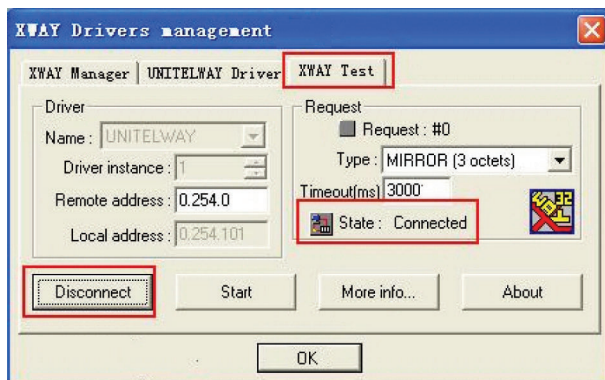 XWAY Drivers management
XWAY Manager
UNITELWAY Driver
XWAY Test
Driver
Name : UNITELWAY
Driver instance : 1
Remote address : 0.254.0
Local address : 0.254.101
Request
Request : #0
Type : MIRROR (3 octets)
Timeout(ms) 3000
State : Connected
Disconnect
Start
More info...
About
OK